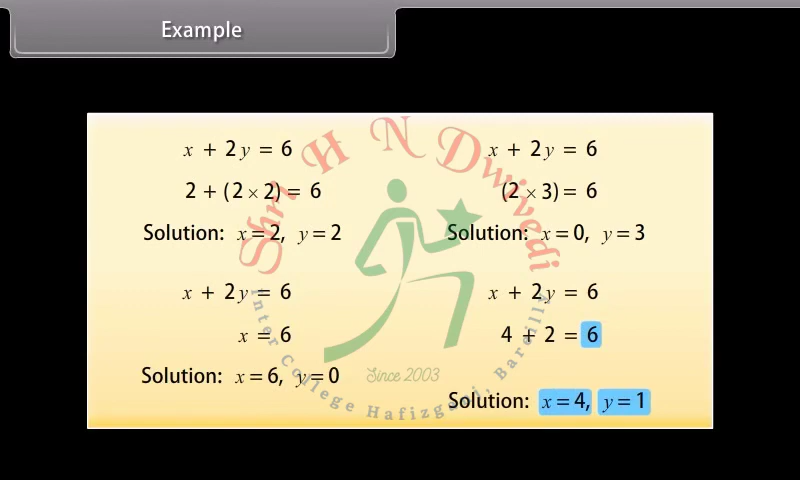 Example
x + 2y = 6
2 + (2 × 2) = 6
Solution: x = 2, y = 2
x + 2y = 6
(2 × 3) = 6
Solution: x = 0, y = 3
x + 2y = 6
x = 6
Solution: x = 6, y = 0
x + 2y = 6
4 + 2 = 6
Solution: x = 4, y = 1
Shri H N Dwivedi
Inter College Hafizganj, Bareilly
Since 2003